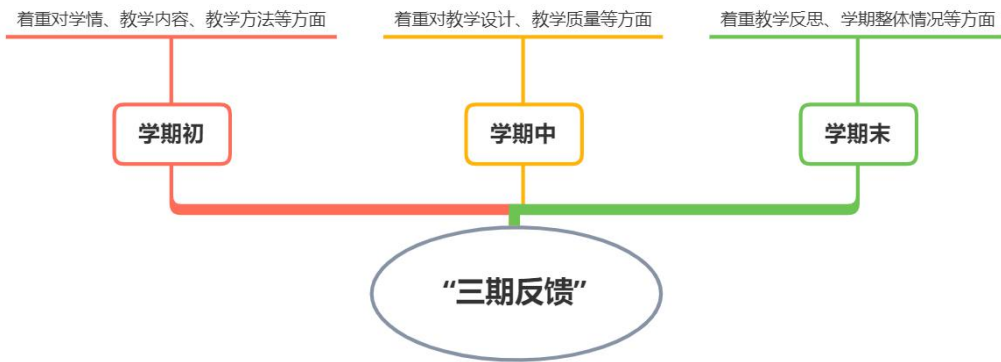 着重对学情、教学内容、教学方法等方面
着重对教学设计、教学质量等方面
着重教学反思、学期整体情况等方面
学期初
学期中
学期末
“三期反馈”